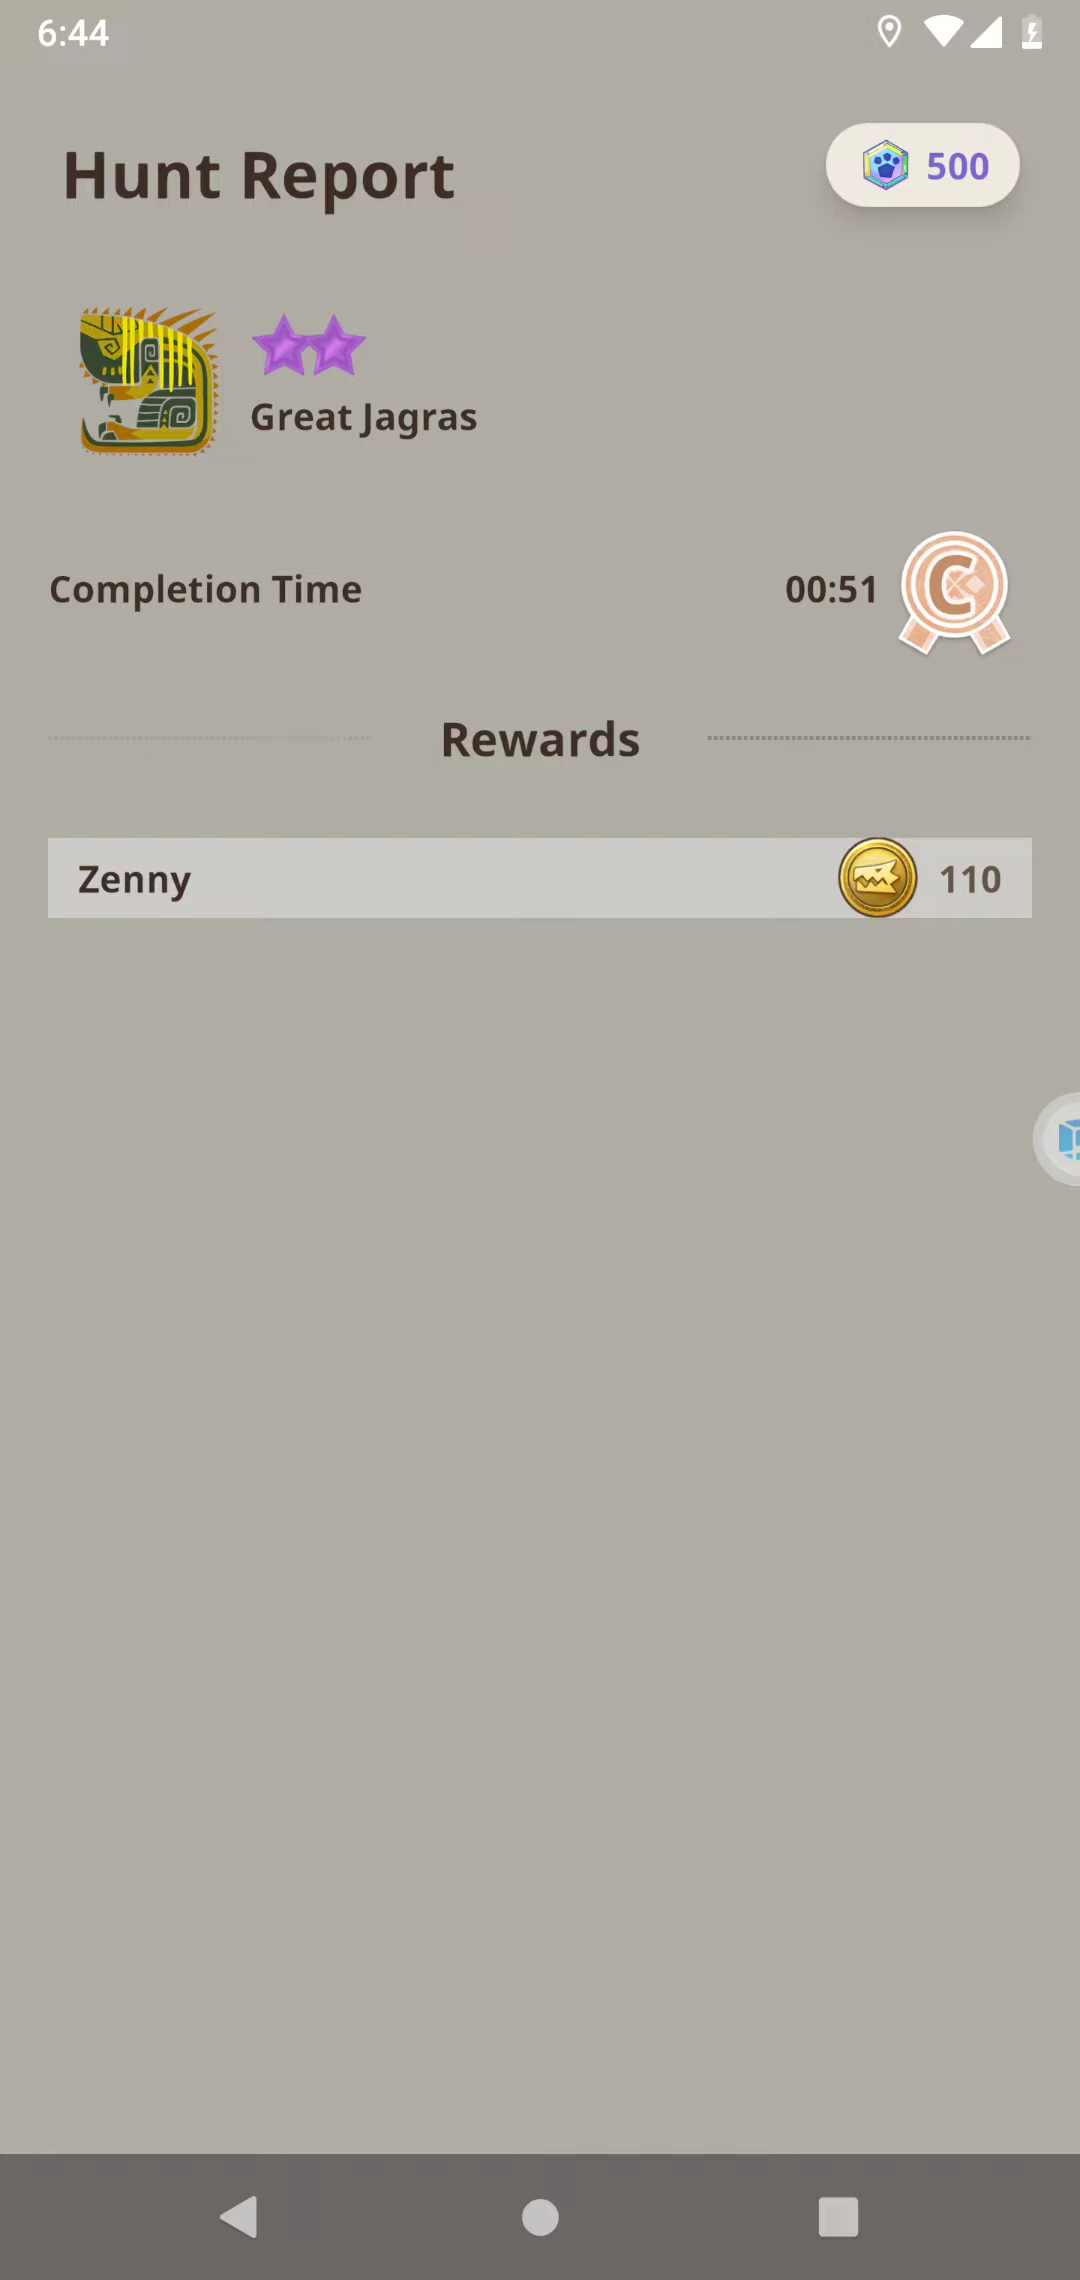 6:44
Hunt Report
500
Great Jagras
Completion Time
00:51
C
Rewards
Zenny
110